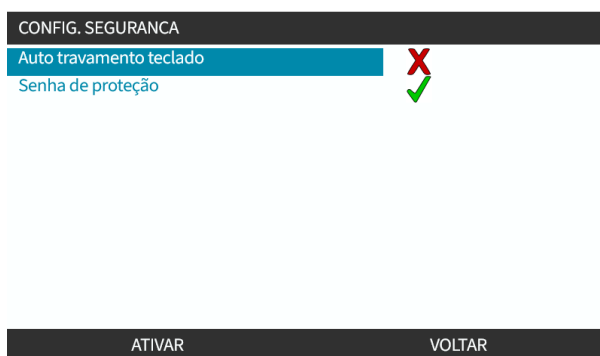 CONFIG. SEGURANCA
Auto travamento teclado
Senha de proteção
ATIVAR VOLTAR